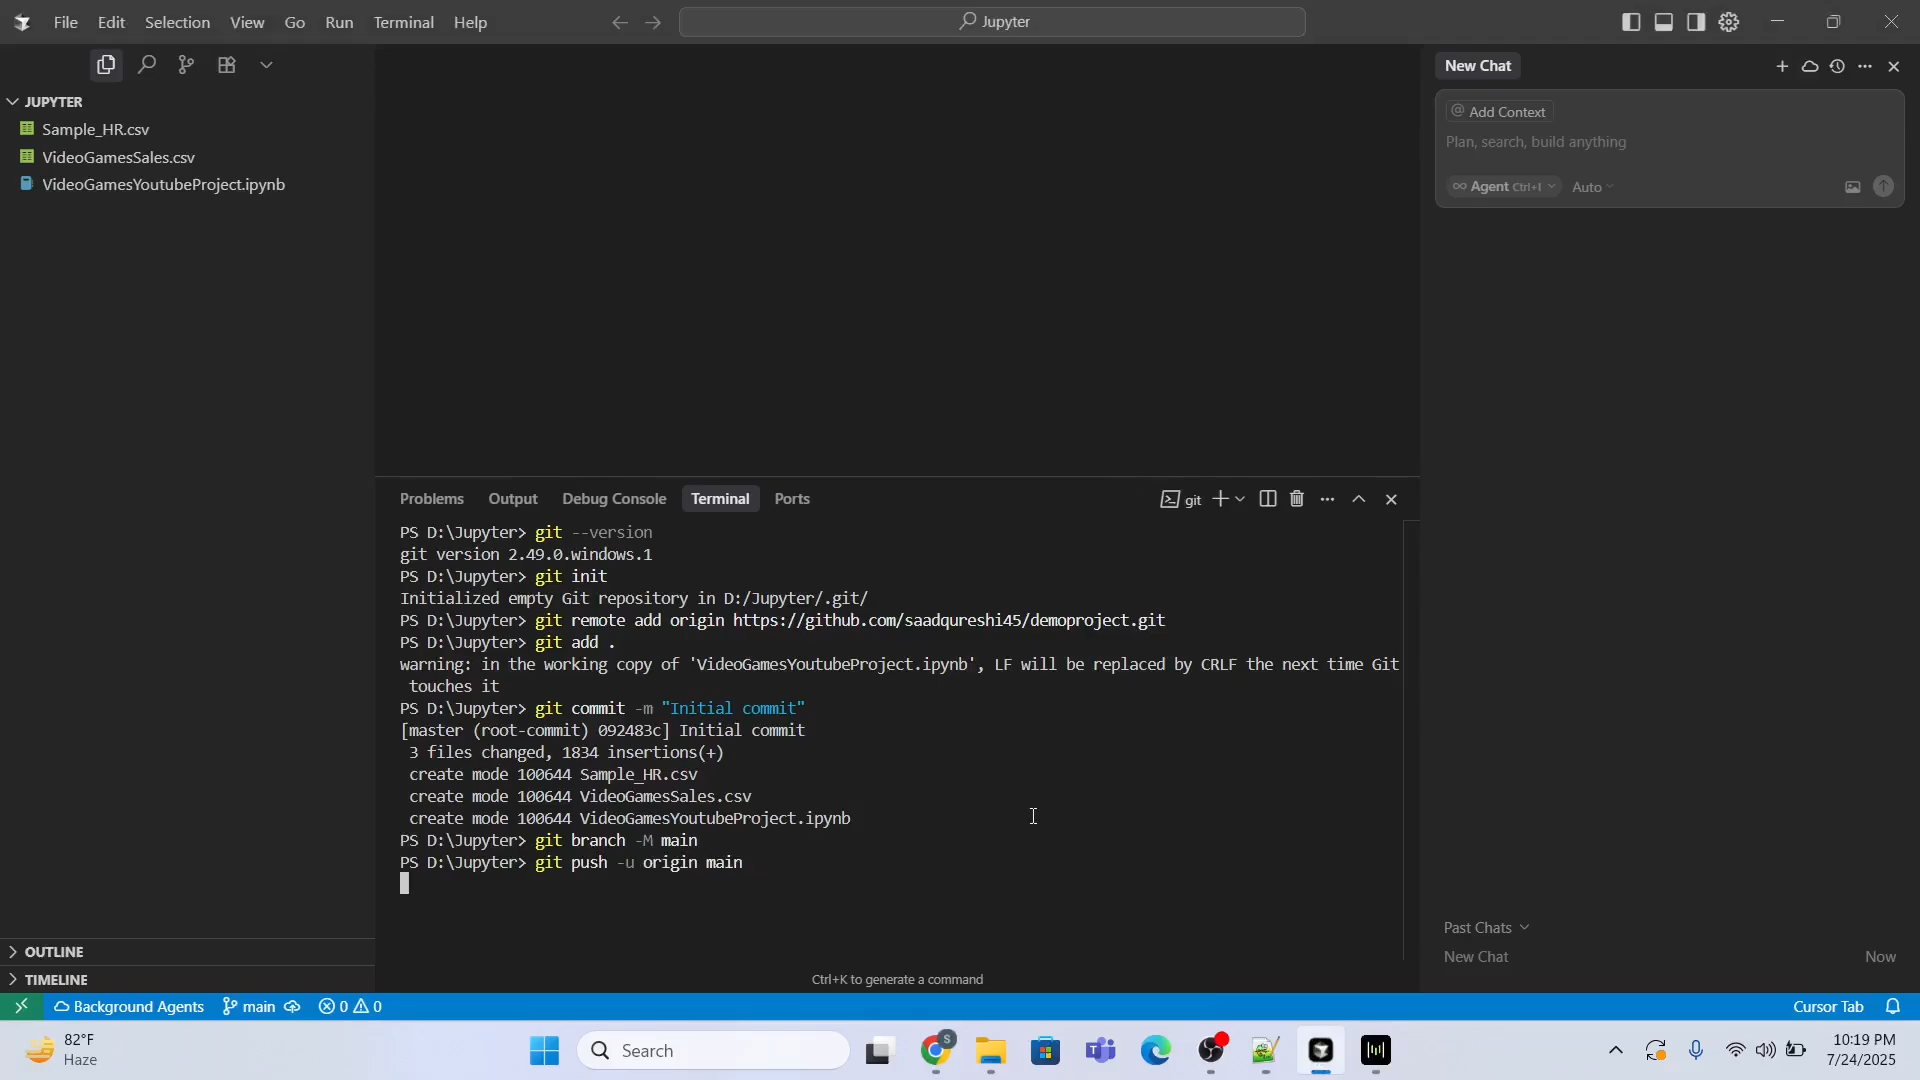 File Edit Selection View Go Run Terminal Help
Jupyter
JUPYTER
Sample_HR.csv
VideoGamesSales.csv
VideoGamesYoutubeProject.ipynb
OUTLINE
TIMELINE
Problems Output Debug Console Terminal Ports
git
PS D:\Jupyter> git --version
git version 2.49.0.windows.1
PS D:\Jupyter> git init
Initialized empty Git repository in D:/Jupyter/.git/
PS D:\Jupyter> git remote add origin https://github.com/saadqureshi45/demoproject.git
PS D:\Jupyter> git add .
warning: in the working copy of 'VideoGamesYoutubeProject.ipynb', LF will be replaced by CRLF the next time Git
touches it
PS D:\Jupyter> git commit -m "Initial commit"
[master (root-commit) 092483c] Initial commit
3 files changed, 1834 insertions(+)
create mode 100644 Sample_HR.csv
create mode 100644 VideoGamesSales.csv
create mode 100644 VideoGamesYoutubeProject.ipynb
PS D:\Jupyter> git branch -M main
PS D:\Jupyter> git push -u origin main
Ctrl+K to generate a command
New Chat
@ Add Context
Plan, search, build anything
∞ Agent Ctrl+I Auto
Past Chats
New Chat Now
Background Agents main 0 0 Cursor Tab
82°F
Haze
Search
S
10:19 PM
7/24/2025